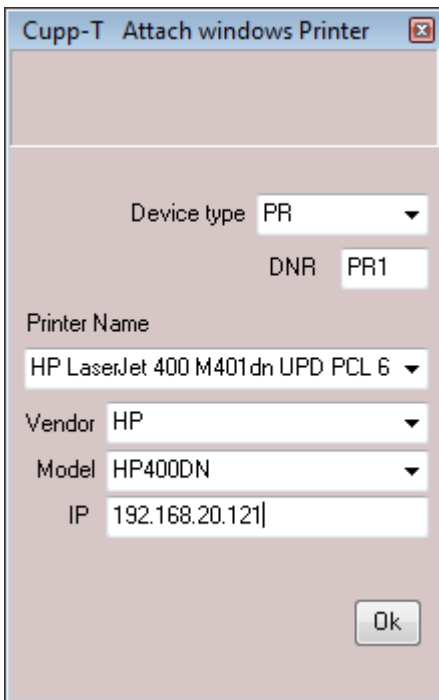 Cupp-T Attach windows Printer
Device type PR
DNR PR1
Printer Name
HP LaserJet 400 M401dn UPD PCL 6
Vendor HP
Model HP400DN
IP 192.168.20.121
Ok